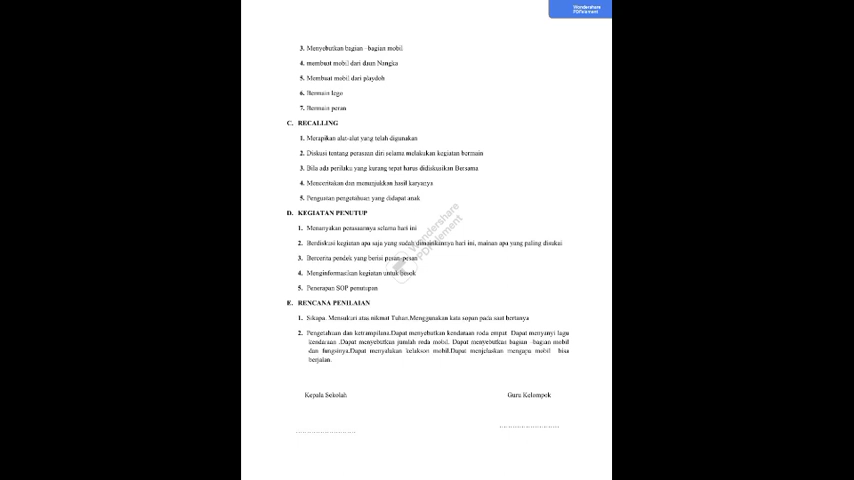 Wondershare
PDFelement
3. Menyebutkan bagian –bagian mobil
4. membuat mobil dari daun Nangka
5. Membuat mobil dari playdoh
6. Bermain lego
7. Bermain peran
C. RECALLING
1. Merapikan alat-alat yang telah digunakan
2. Diskusi tentang perasaan diri selama melakukan kegiatan bermain
3. Bila ada perilaku yang kurang tepat harus didiskusikan Bersama
4. Menceritakan dan menunjukkan hasil karyanya
5. Penguatan pengetahuan yang didapat anak
D. KEGIATAN PENUTUP
1. Menanyakan perasaannya selama hari ini
2. Berdiskusi kegiatan apa saja yang sudah dimainkannya hari ini, mainan apa yang paling disukai
3. Bercerita pendek yang berisi pesan-pesan
4. Menginformasikan kegiatan untuk besok
5. Penerapan SOP penutupan
Wondershare
PDFelement
E. RENCANA PENILAIAN
1. Sikapa. Mensukuri atas nikmat Tuhan.Menggunakan kata sopan pada saat bertanya
2. Pengetahuan dan ketrampilana.Dapat menyebutkan kendataan roda empat Dapat menyanyi lagu
kendaraan .Dapat menyebutkan jumlah roda mobil. Dapat menyebutkan bagian –bagian mobil
dan fungsinya.Dapat menyalakan kelakson mobil.Dapat menjelaskan mengapa mobil bisa
berjalan.
Kepala Sekolah Guru Kelompok